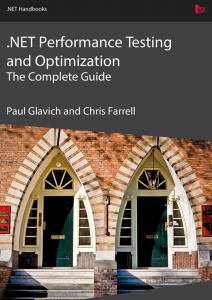 .NET Handbooks
.NET Performance Testing
and Optimization
The Complete Guide
Paul Glavich and Chris Farrell